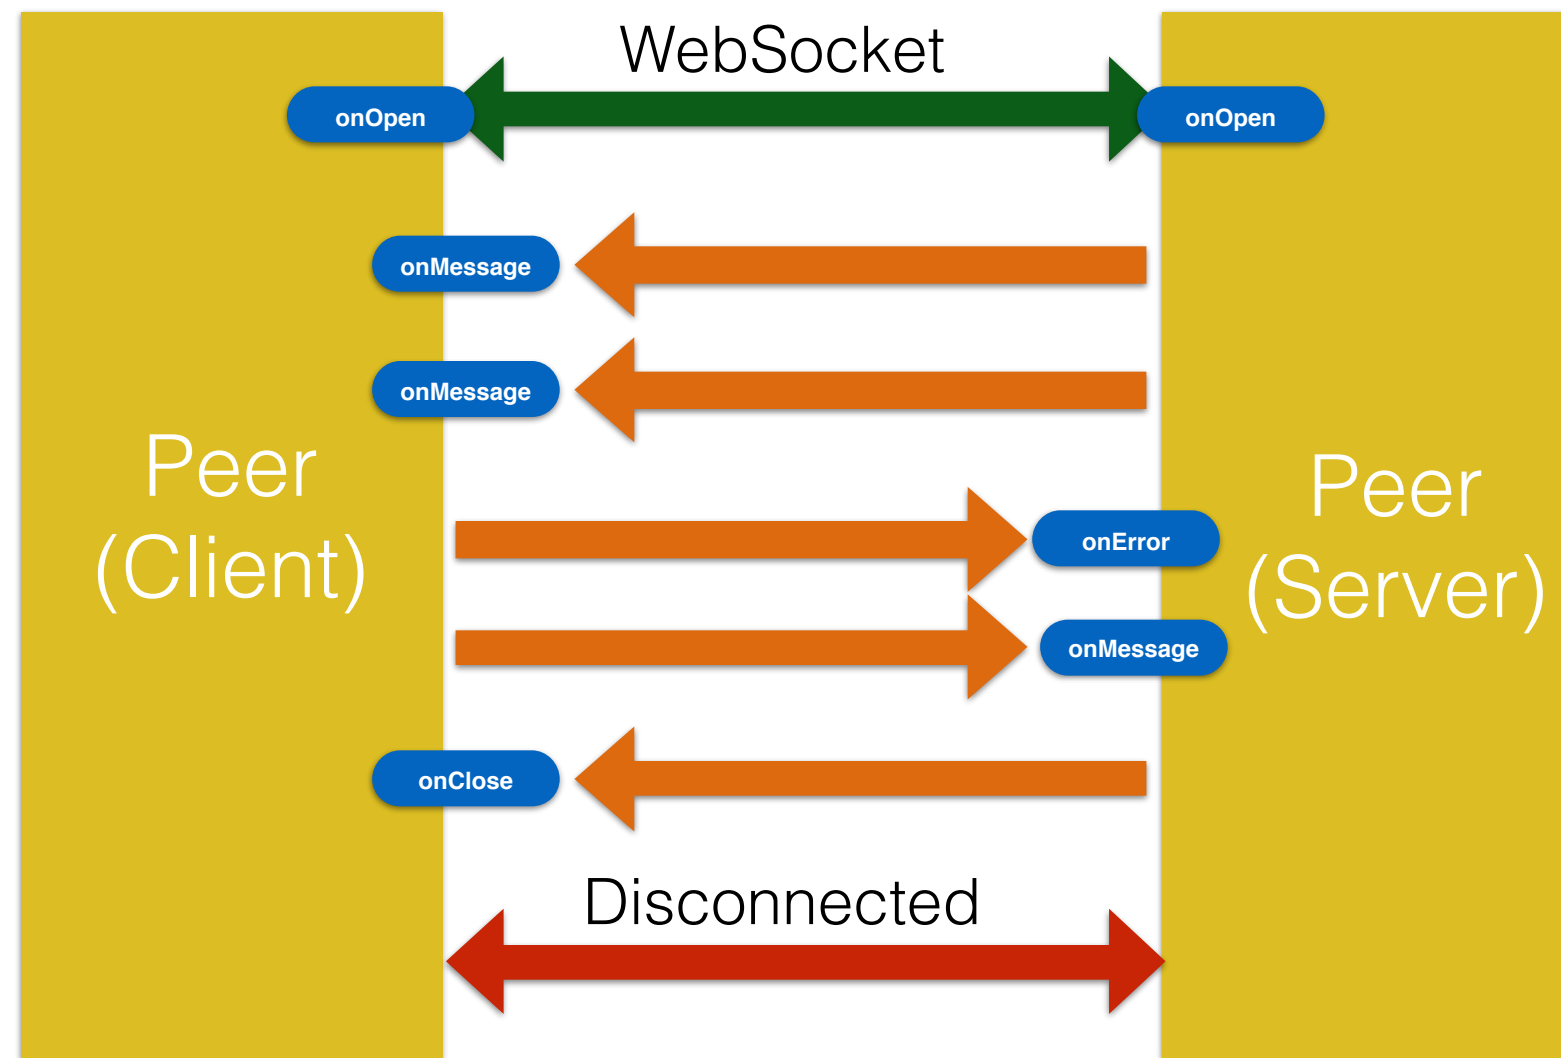 WebSocket
onOpen
onOpen
onMessage
onMessage
Peer
(Client)
Peer
(Server)
onError
onMessage
onClose
Disconnected